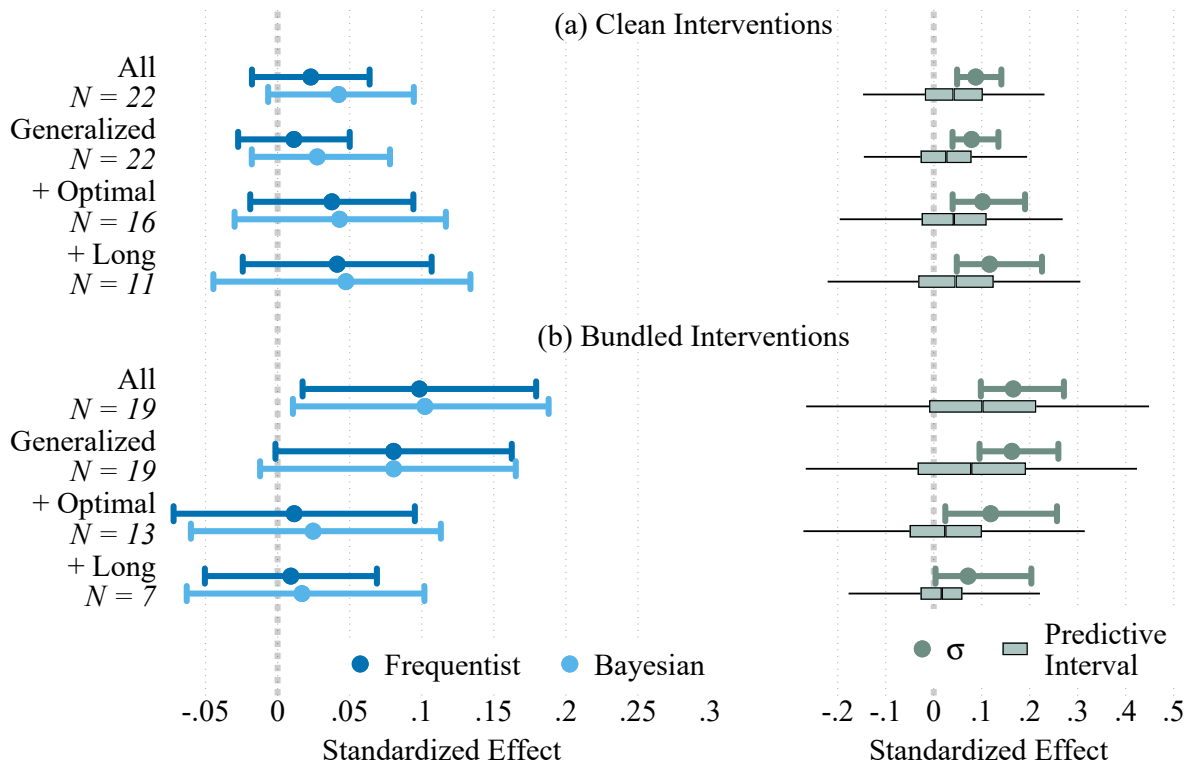 (a) Clean Interventions
All
N = 22
Generalized
N = 22
+ Optimal
N = 16
+ Long
N = 11
(b) Bundled Interventions
All
N = 19
Generalized
N = 19
+ Optimal
N = 13
+ Long
N = 7
Frequentist Bayesian
σ Predictive
Interval
-.05 0 .05 .1 .15 .2 .25 .3
Standardized Effect
-.2 -.1 0 .1 .2 .3 .4 .5
Standardized Effect